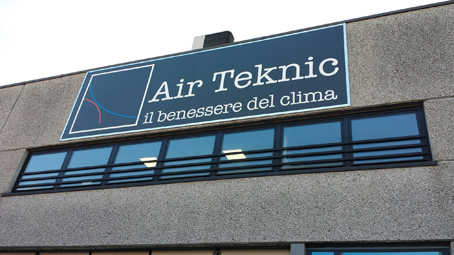 Air Teknic
il benessere del clima